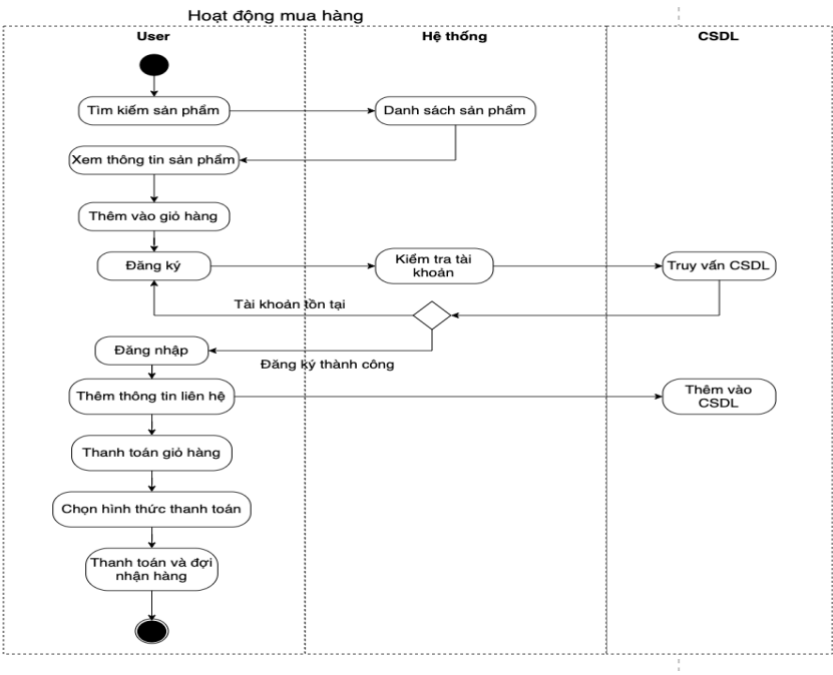 Hoạt động mua hàng
User
Hệ thống
CSDL
Tìm kiếm sản phẩm
Danh sách sản phẩm
Xem thông tin sản phẩm
Thêm vào giỏ hàng
Đăng ký
Kiểm tra tài
khoản
Truy vấn CSDL
Tài khoản tồn tại
Đăng nhập
Đăng ký thành công
Thêm thông tin liên hệ
Thêm vào
CSDL
Thanh toán giỏ hàng
Chọn hình thức thanh toán
Thanh toán và đợi
nhận hàng